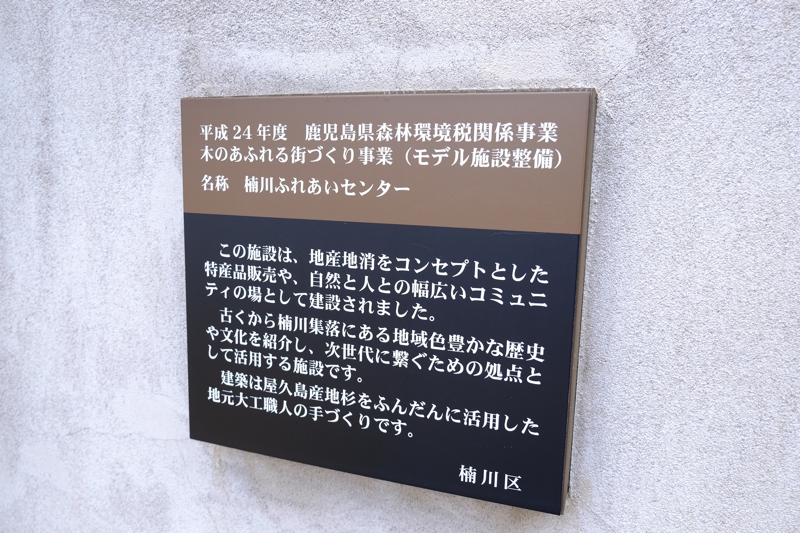 平成24年度　鹿児島県森林環境税関係事業
木のあふれる街づくり事業（モデル施設整備）
名称　楠川ふれあいセンター
この施設は、地産地消をコンセプトとした
特産品販売や、自然と人との幅広いコミュニ
ティの場として建設されました。
古くから楠川集落にある地域色豊かな歴史
や文化を紹介し、次世代に繋ぐための処点と
して活用する施設です。
建築は屋久島産地杉をふんだんに活用した
地元大工職人の手づくりです。
楠川区